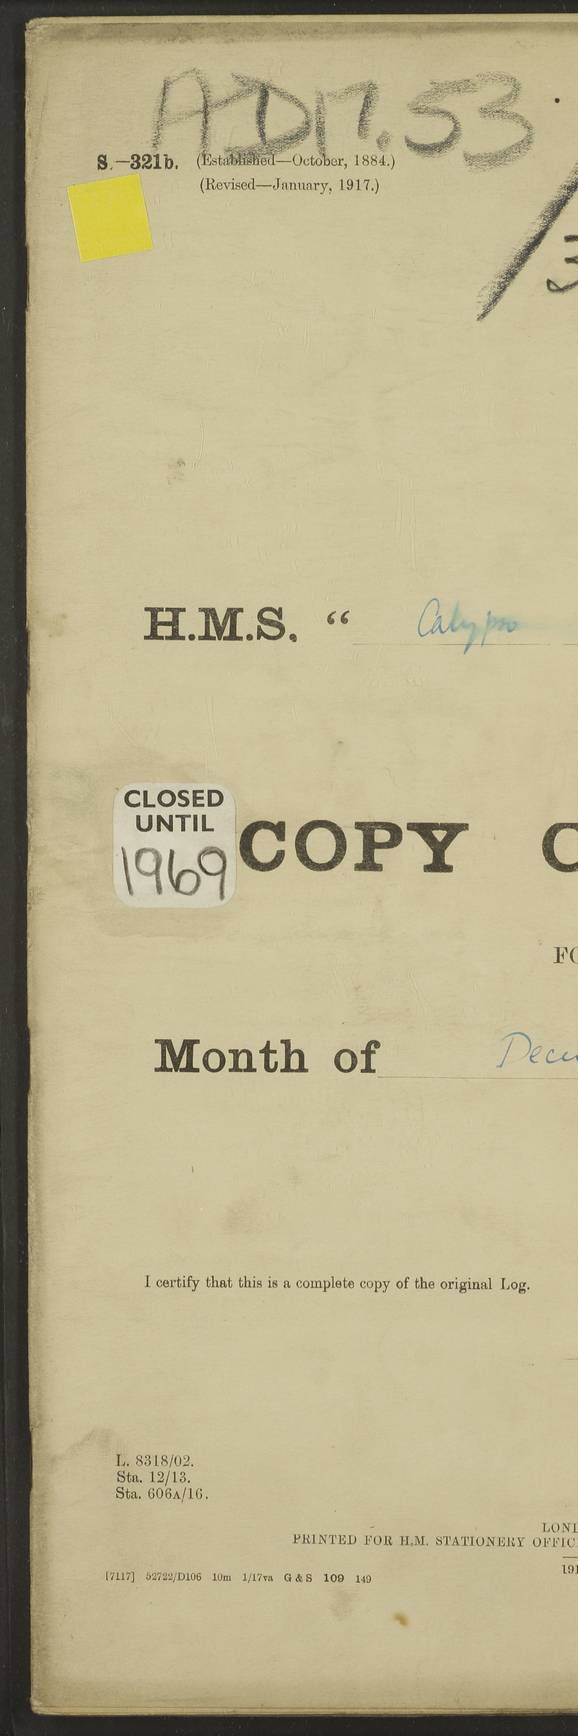 ADM. 53
S.—321b. (Established—October, 1884.)
(Revised—January, 1917.)
H.M.S. “ Calypso
CLOSED
UNTIL
1969
COPY
Month of
I certify that this is a complete copy of the original Log.
L. 8318/02.
Sta. 12/13.
Sta. 606A/16.
PRINTED FOR H.M. STATIONERY
[7117] 52722/D106 10m 1/17va G & S 109 149